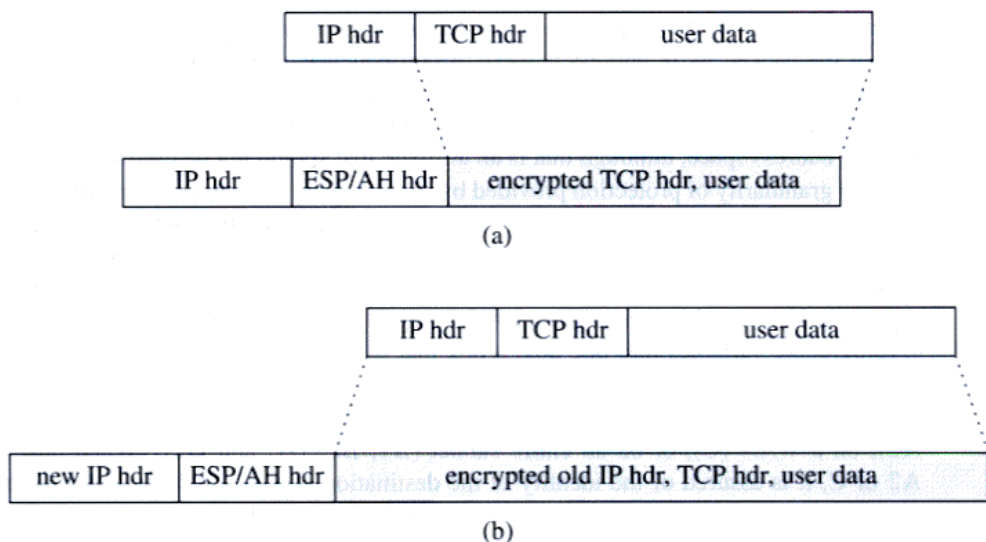 IP hdr TCP hdr user data
IP hdr ESP/AH hdr encrypted TCP hdr, user data
(a)
IP hdr TCP hdr user data
new IP hdr ESP/AH hdr encrypted old IP hdr, TCP hdr, user data
(b)